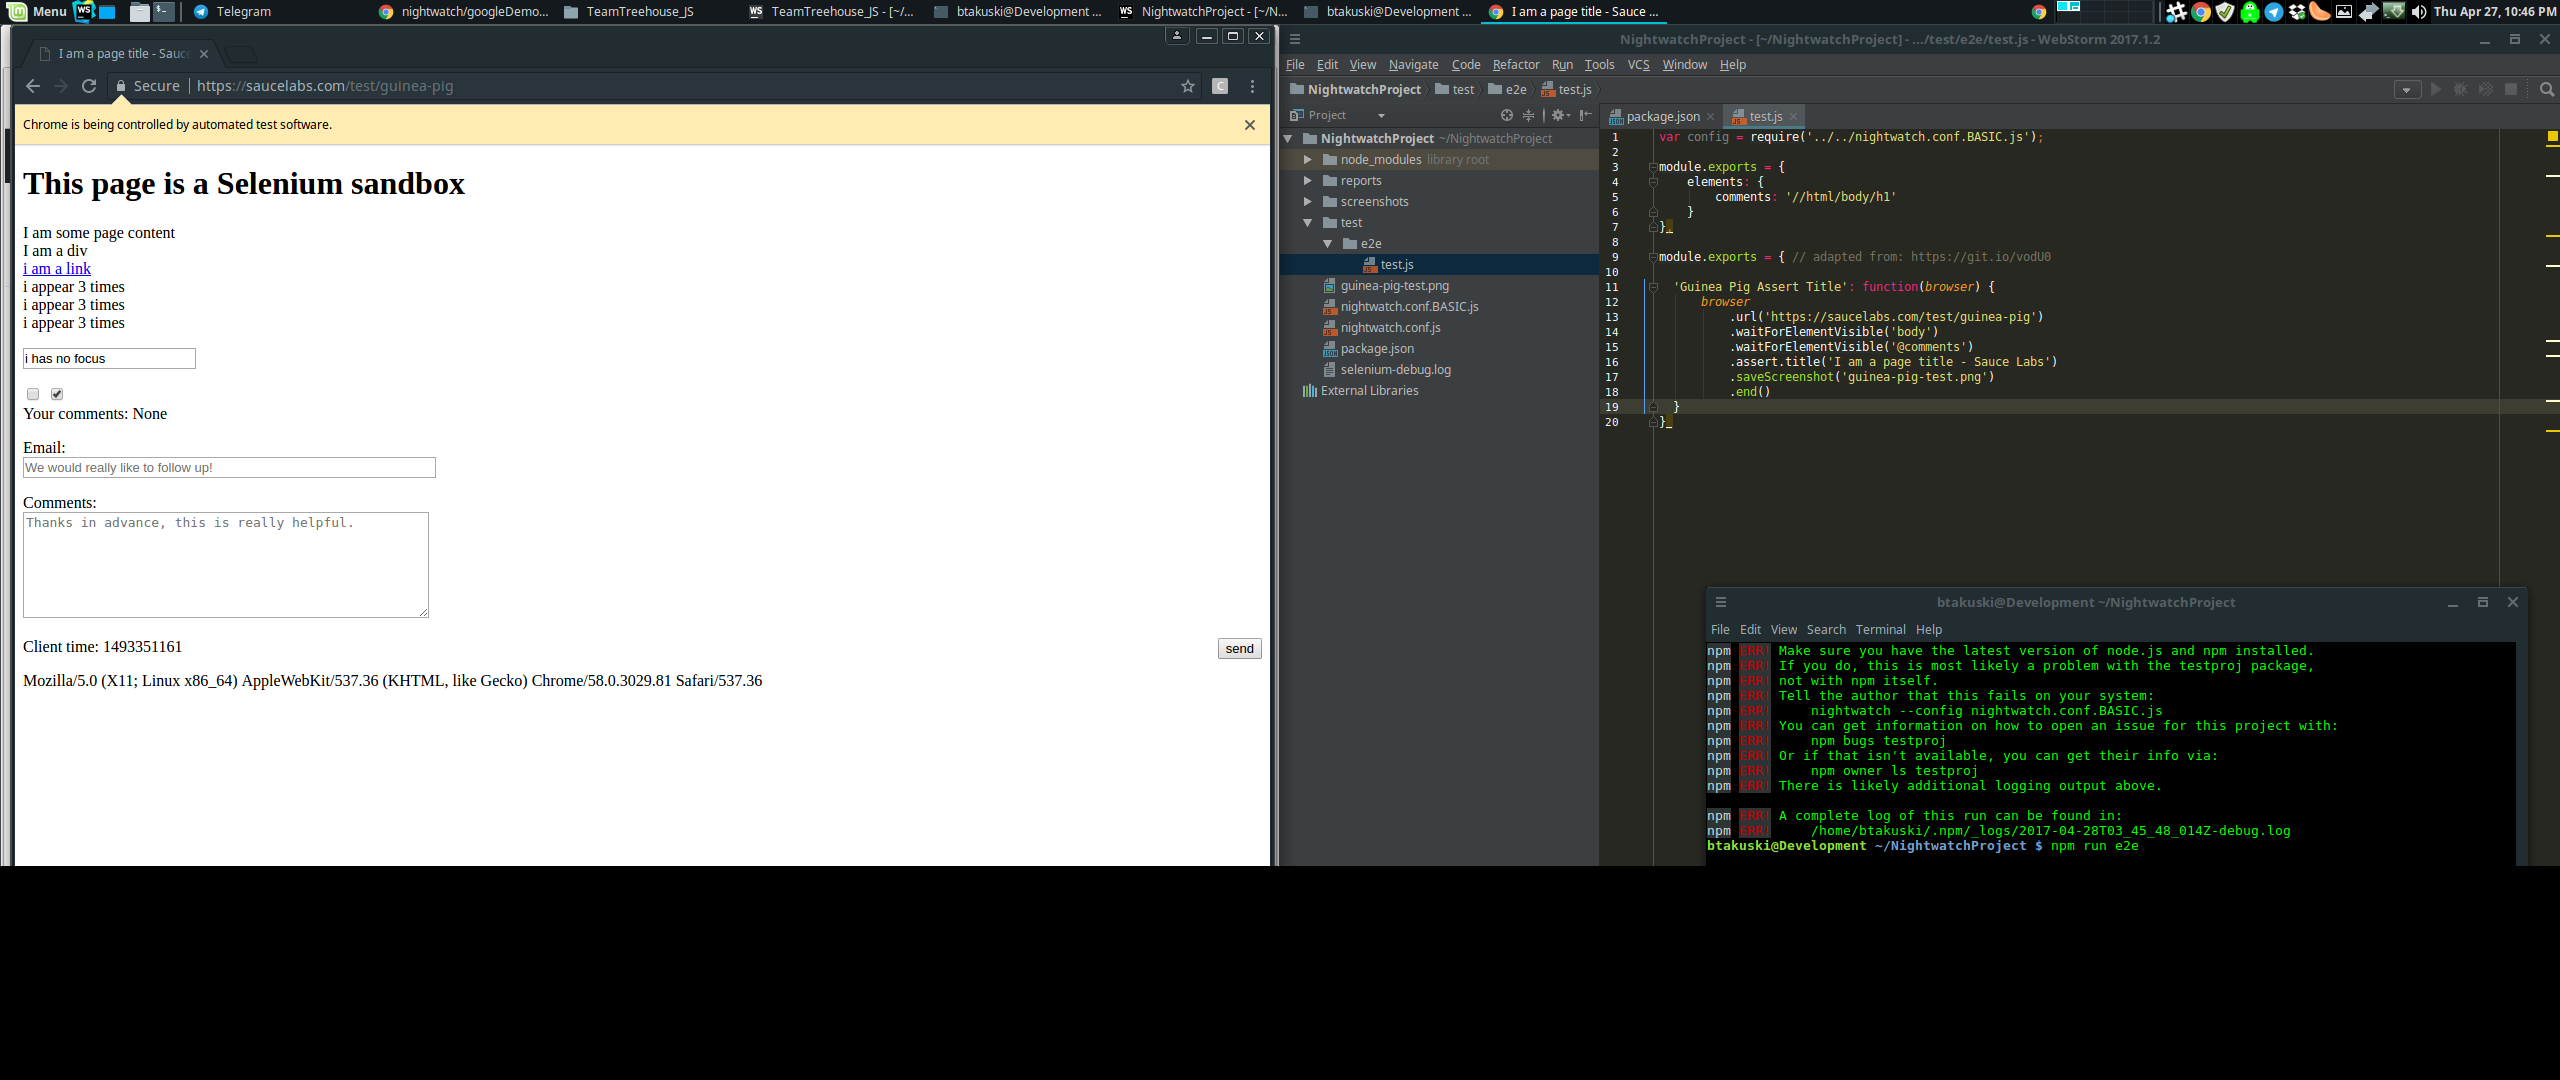 Menu
Telegram
nightwatch/googleDemo...
TeamTreehouse_JS
TeamTreehouse_JS - [~/...
btakuski@Development ...
NightwatchProject - [~/N...
btakuski@Development ...
I am a page title - Sauce ...
Thu Apr 27, 10:46 PM
I am a page title - Sauc
Secure
https://saucelabs.com/test/guinea-pig
Chrome is being controlled by automated test software.
This page is a Selenium sandbox
I am some page content
I am a div
i am a link
i appear 3 times
i appear 3 times
i appear 3 times
i has no focus
Your comments: None
Email:
We would really like to follow up!
Comments:
Thanks in advance, this is really helpful.
Client time: 1493351161
send
Mozilla/5.0 (X11; Linux x86_64) AppleWebKit/537.36 (KHTML, like Gecko) Chrome/58.0.3029.81 Safari/537.36
NightwatchProject - [~/NightwatchProject] - .../test/e2e/test.js - WebStorm 2017.1.2
File Edit View Navigate Code Refactor Run Tools VCS Window Help
NightwatchProject test e2e test.js
Project
NightwatchProject ~/NightwatchProject
node_modules library root
reports
screenshots
test
e2e
test.js
guinea-pig-test.png
nightwatch.conf.BASIC.js
nightwatch.conf.js
package.json
selenium-debug.log
External Libraries
package.json
test.js
1 var config = require('../../nightwatch.conf.BASIC.js');
2
3 module.exports = {
4 elements: {
5 comments: '//html/body/h1'
6 }
7 };
8
9 module.exports = { // adapted from: https://git.io/vodU0
10
11 'Guinea Pig Assert Title': function(browser) {
12 browser
13 .url('https://saucelabs.com/test/guinea-pig')
14 .waitForElementVisible('body')
15 .waitForElementVisible('@comments')
16 .assert.title('I am a page title - Sauce Labs')
17 .saveScreenshot('guinea-pig-test.png')
18 .end()
19 }
20 }
btakuski@Development ~/NightwatchProject
File Edit View Search Terminal Help
npm ERR! Make sure you have the latest version of node.js and npm installed.
npm ERR! If you do, this is most likely a problem with the testproj package,
npm ERR! not with npm itself.
npm ERR! Tell the author that this fails on your system:
npm ERR! nightwatch --config nightwatch.conf.BASIC.js
npm ERR! You can get information on how to open an issue for this project with:
npm ERR! npm bugs testproj
npm ERR! Or if that isn't available, you can get their info via:
npm ERR! npm owner ls testproj
npm ERR! There is likely additional logging output above.
npm ERR! A complete log of this run can be found in:
npm ERR! /home/btakuski/.npm/_logs/2017-04-28T03_45_48_014Z-debug.log
btakuski@Development ~/NightwatchProject $ npm run e2e